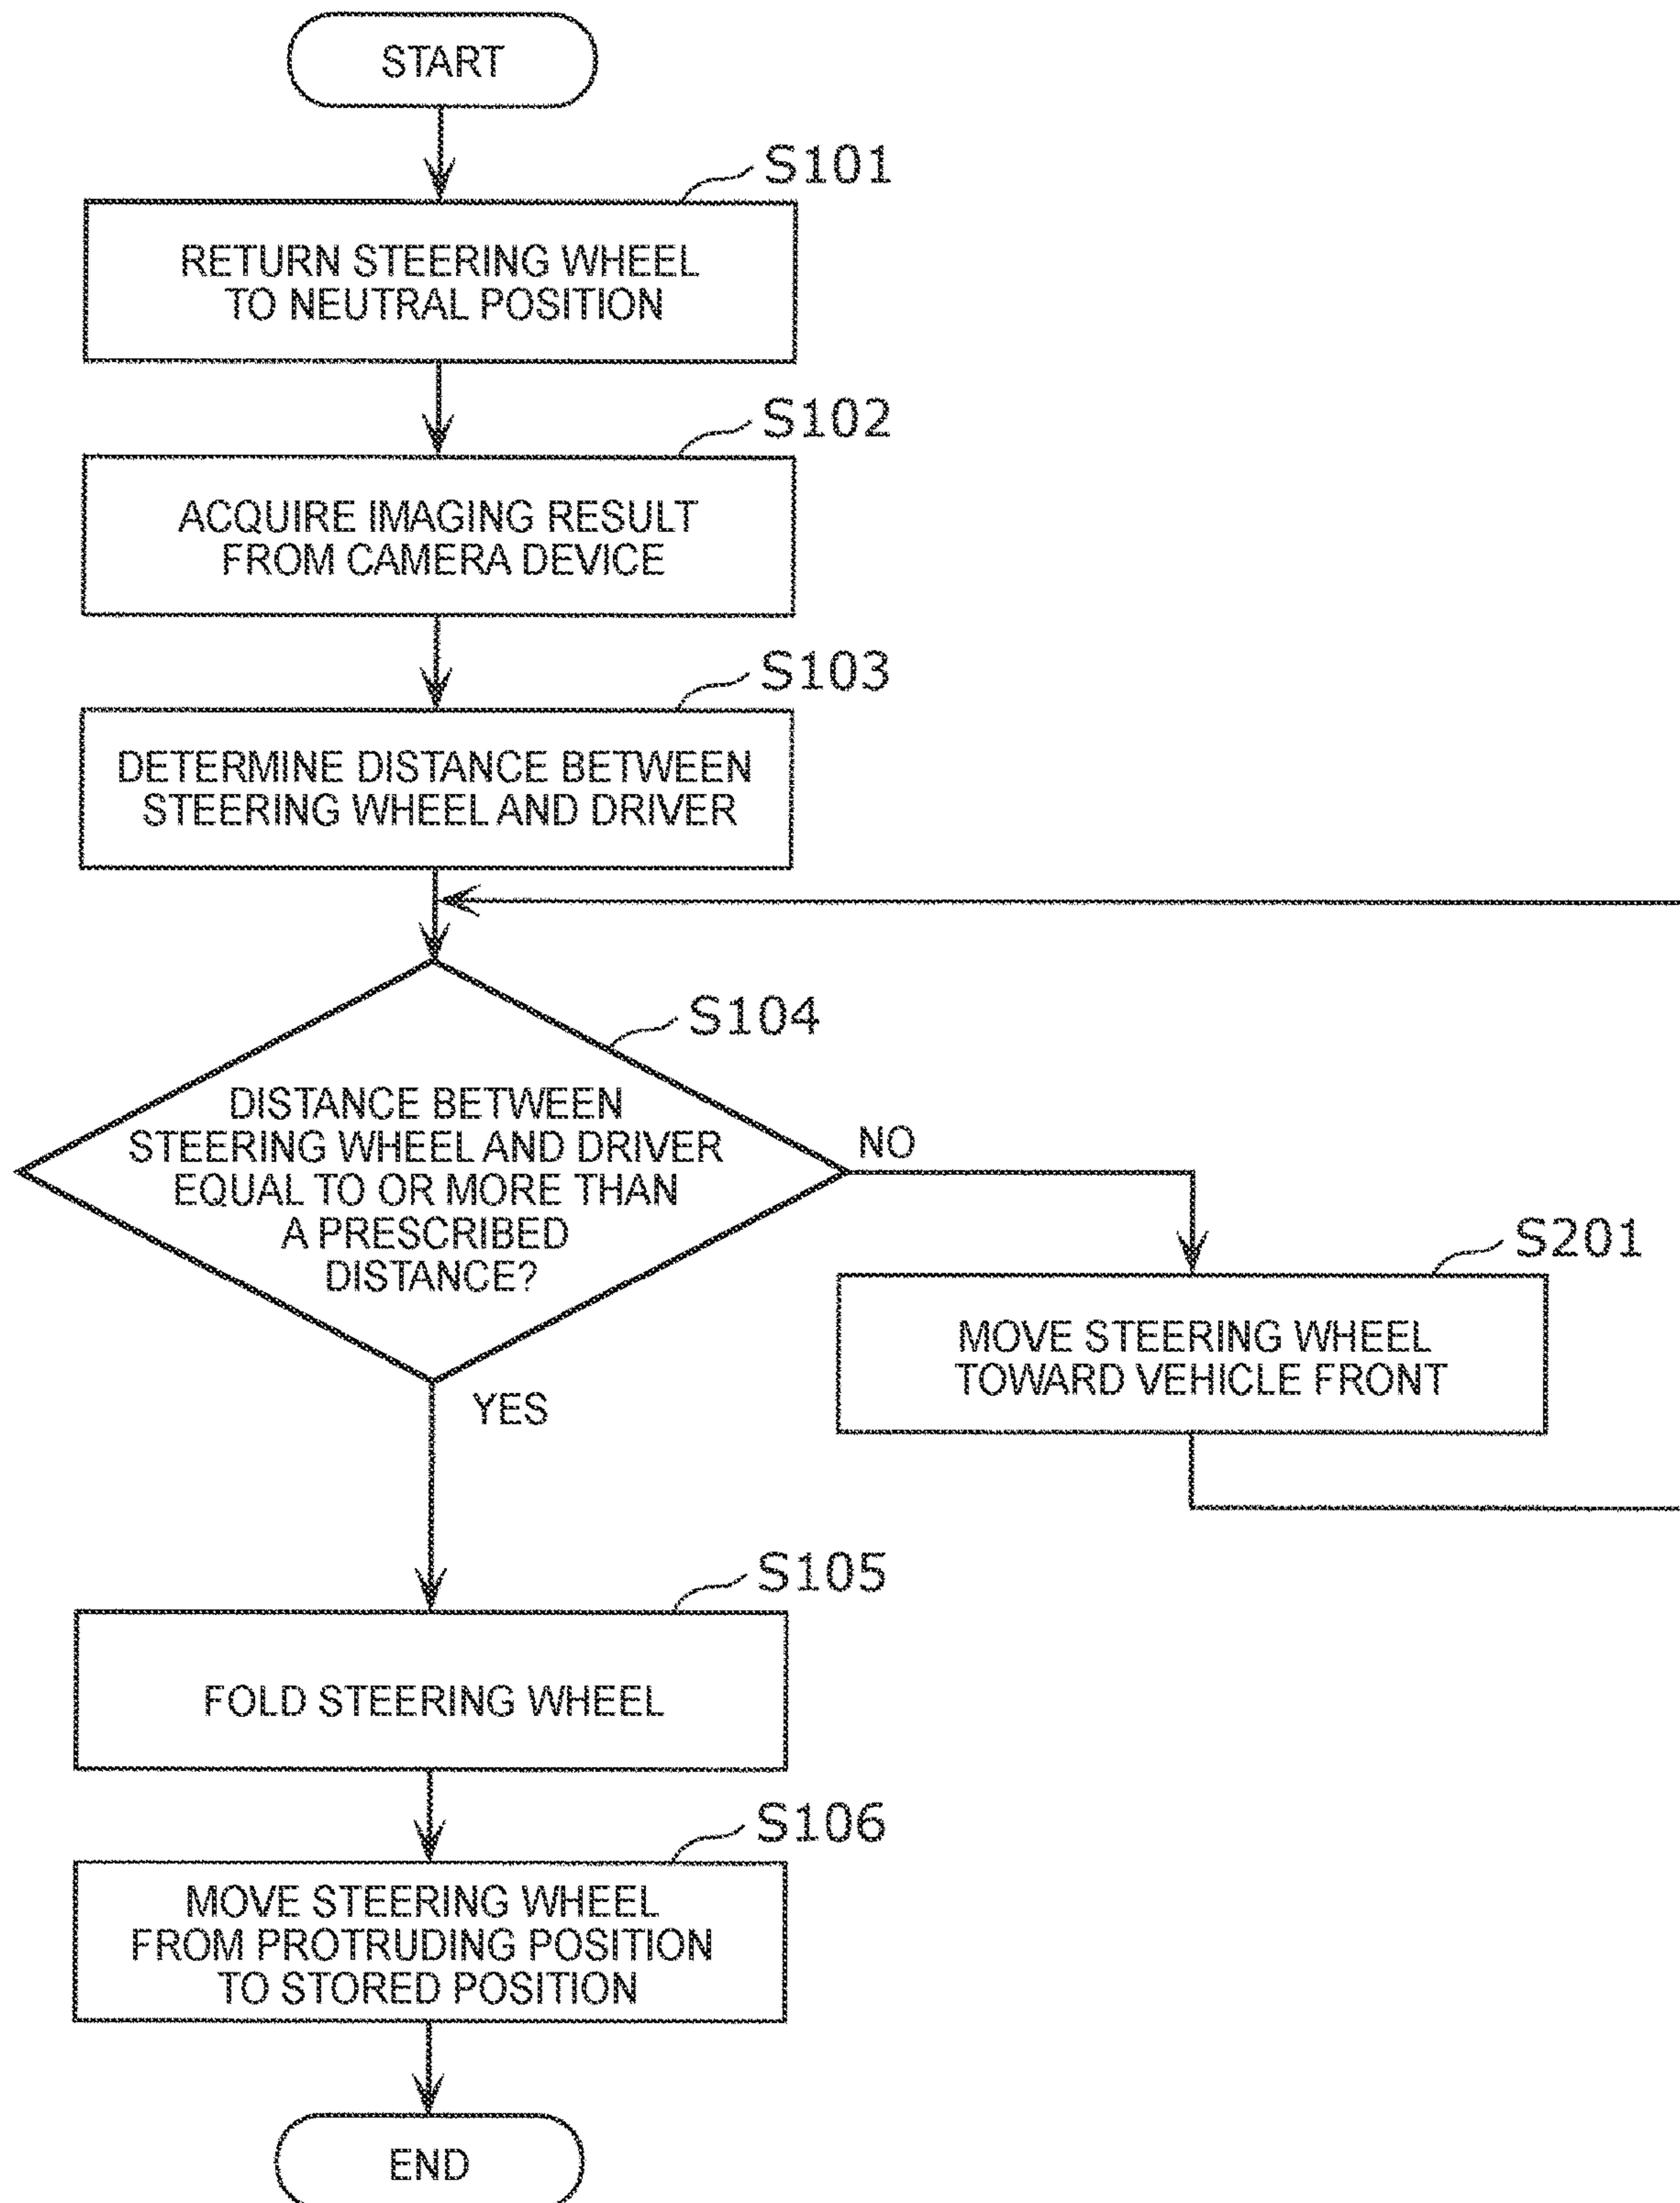 START
S101
RETURN STEERING WHEEL
TO NEUTRAL POSITION
S102
ACQUIRE IMAGING RESULT
FROM CAMERA DEVICE
S103
DETERMINE DISTANCE BETWEEN
STEERING WHEEL AND DRIVER
S104
DISTANCE BETWEEN
STEERING WHEEL AND DRIVER
EQUAL TO OR MORE THAN
A PRESCRIBED
DISTANCE?
NO
S201
MOVE STEERING WHEEL
TOWARD VEHICLE FRONT
YES
S105
FOLD STEERING WHEEL
S106
MOVE STEERING WHEEL
FROM PROTRUDING POSITION
TO STORED POSITION
END